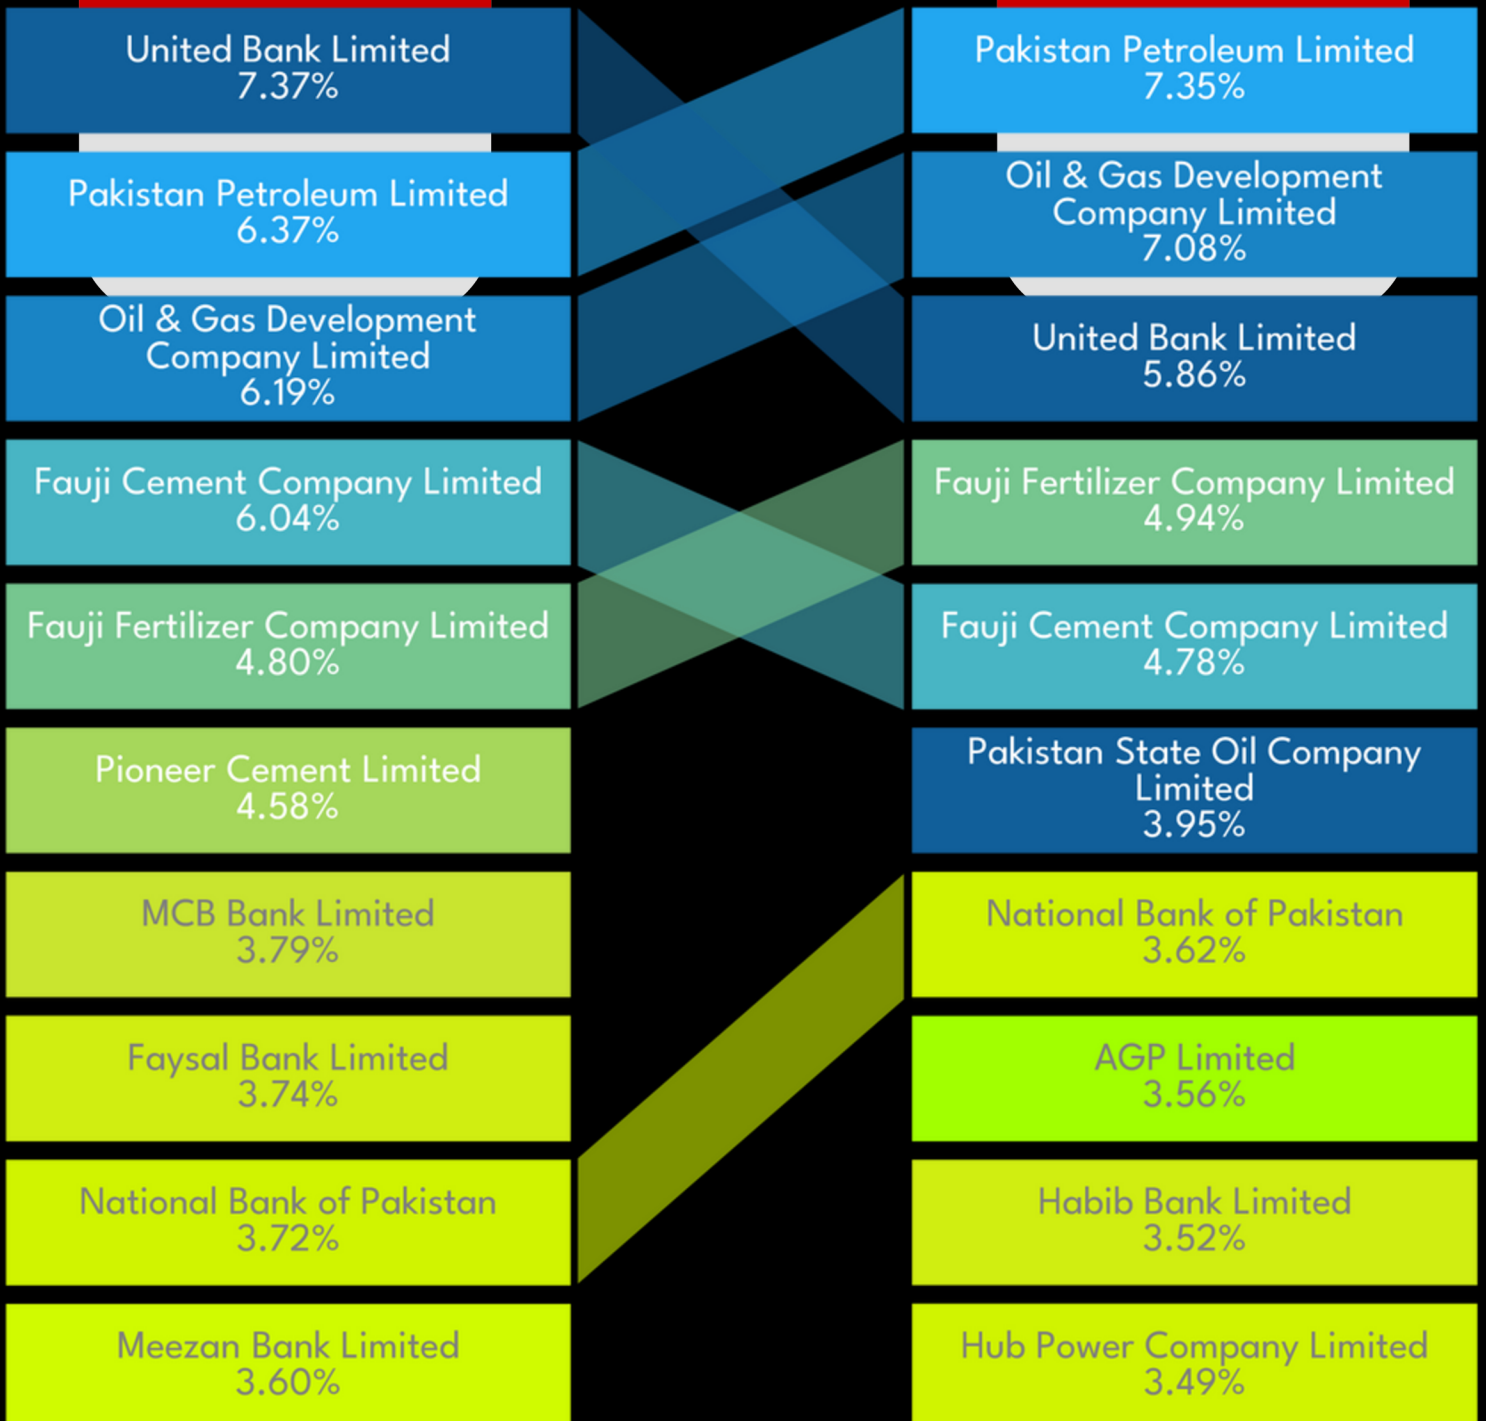 United Bank Limited
7.37%
Pakistan Petroleum Limited
6.37%
Oil & Gas Development
Company Limited
6.19%
Fauji Cement Company Limited
6.04%
Fauji Fertilizer Company Limited
4.80%
Pioneer Cement Limited
4.58%
MCB Bank Limited
3.79%
Faysal Bank Limited
3.74%
National Bank of Pakistan
3.72%
Meezan Bank Limited
3.60%
Pakistan Petroleum Limited
7.35%
Oil & Gas Development
Company Limited
7.08%
United Bank Limited
5.86%
Fauji Fertilizer Company Limited
4.94%
Fauji Cement Company Limited
4.78%
Pakistan State Oil Company
Limited
3.95%
National Bank of Pakistan
3.62%
AGP Limited
3.56%
Habib Bank Limited
3.52%
Hub Power Company Limited
3.49%